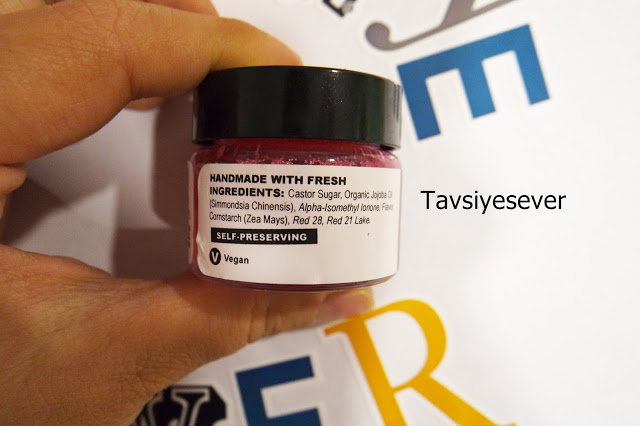 HANDMADE WITH FRESH
INGREDIENTS: Castor Sugar, Organic Jojoba Oil
(Simmondsia Chinensis), Alpha-Isomethyl Ionone, Flavour,
Cornstarch (Zea Mays), Red 28, Red 21 Lake.
SELF-PRESERVING
V Vegan
Tavsiyesever
E
R
E